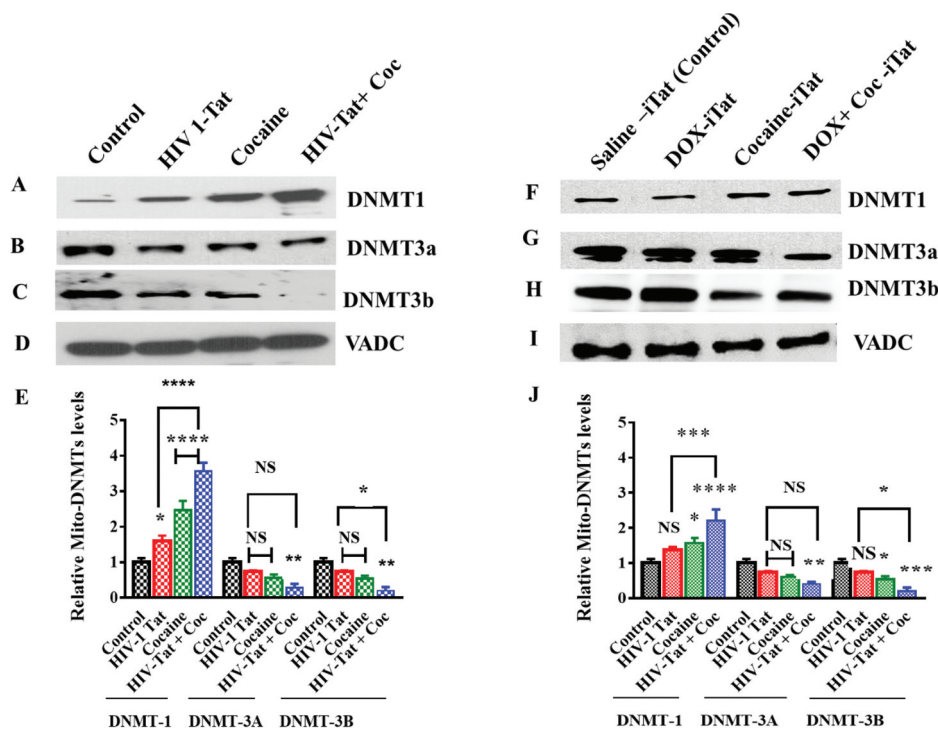 Control
HIV 1-Tat
Cocaine
HIV-Tat+ Coc
A
DNMT1
B
DNMT3a
C
DNMT3b
D
VADC
E
Relative Mito-DNMTs levels
5
4
3
2
1
0
****
****
*
NS
NS
**
*
NS
**
Control
HIV-1 Tat
Cocaine
HIV-Tat + Coc
Control
HIV-1 Tat
Cocaine
HIV-Tat + Coc
Control
HIV-1 Tat
Cocaine
HIV-Tat + Coc
DNMT-1
DNMT-3A
DNMT-3B
Saline –iTat (Control)
DOX-iTat
Cocaine-iTat
DOX+ Coc -iTat
F
DNMT1
G
DNMT3a
H
DNMT3b
I
VADC
J
Relative Mito-DNMTs levels
5
4
3
2
1
0
***
****
NS
*
NS
NS
**
*
NS
*
***
Control
HIV-1 Tat
Cocaine
HIV-Tat + Coc
Control
HIV-1 Tat
Cocaine
HIV-Tat + Coc
Control
HIV-1 Tat
Cocaine
HIV-Tat + Coc
DNMT-1
DNMT-3A
DNMT-3B